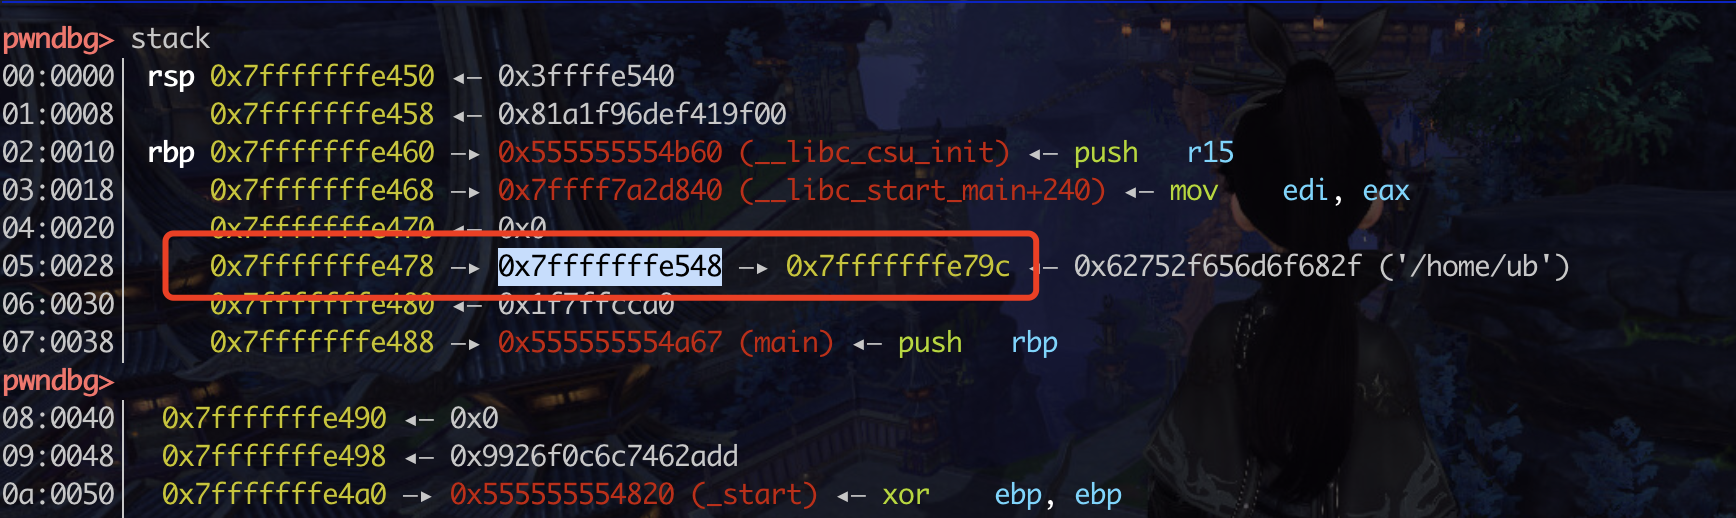 pwndbg> stack
00:0000│ rsp 0x7fffffffe450 ◂— 0x3ffffe540
01:0008│ 0x7fffffffe458 ◂— 0x81a1f96def419f00
02:0010│ rbp 0x7fffffffe460 —▸ 0x555555554b60 (__libc_csu_init) ◂— push r15
03:0018│ 0x7fffffffe468 —▸ 0x7ffff7a2d840 (__libc_start_main+240) ◂— mov edi, eax
04:0020│ 0x7fffffffe470 ◂— 0x0
05:0028│ 0x7fffffffe478 —▸ 0x7fffffffe548 —▸ 0x7fffffffe79c ◂— 0x62752f656d6f682f ('/home/ub')
06:0030│ 0x7fffffffe480 ◂— 0x1f7ffcca0
07:0038│ 0x7fffffffe488 —▸ 0x555555554a67 (main) ◂— push rbp
pwndbg>
08:0040│ 0x7fffffffe490 ◂— 0x0
09:0048│ 0x7fffffffe498 ◂— 0x9926f0c6c7462add
0a:0050│ 0x7fffffffe4a0 —▸ 0x555555554820 (_start) ◂— xor ebp, ebp